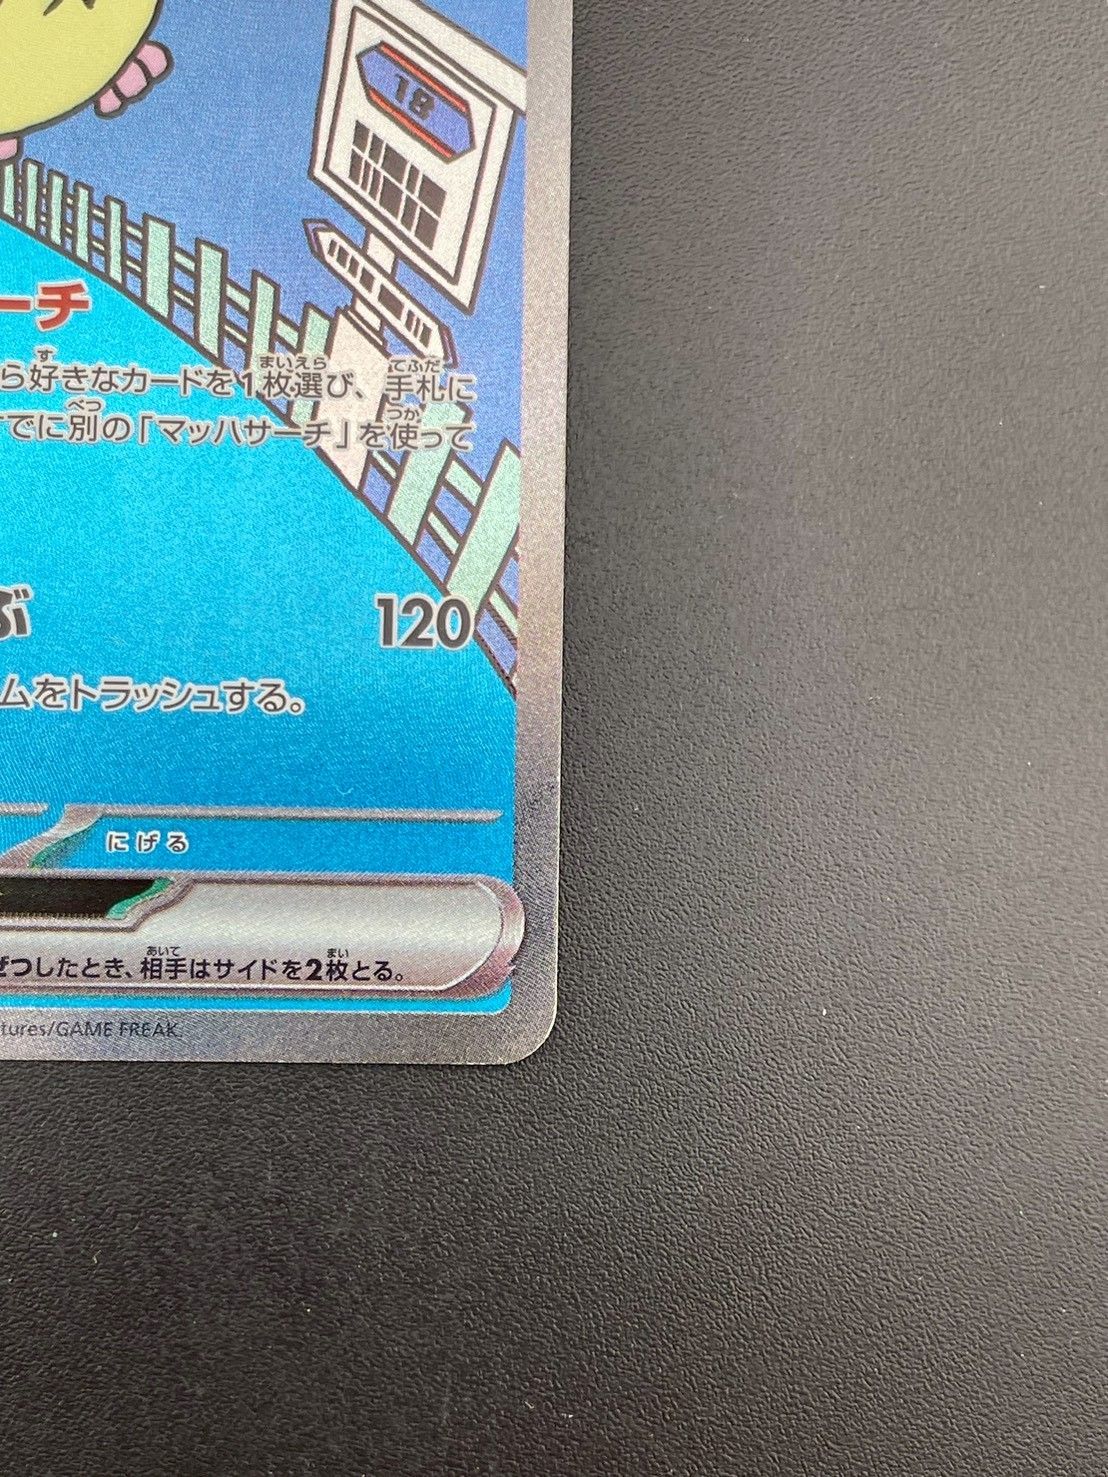 18
ーチ
ら好きなカードを1枚選び、手札に
でに別の「マッハサーチ」を使って
ぶ 120
ムをトラッシュする。
にげる
ぜつしたとき、相手はサイドを2枚とる。
tures/GAME FREAK.